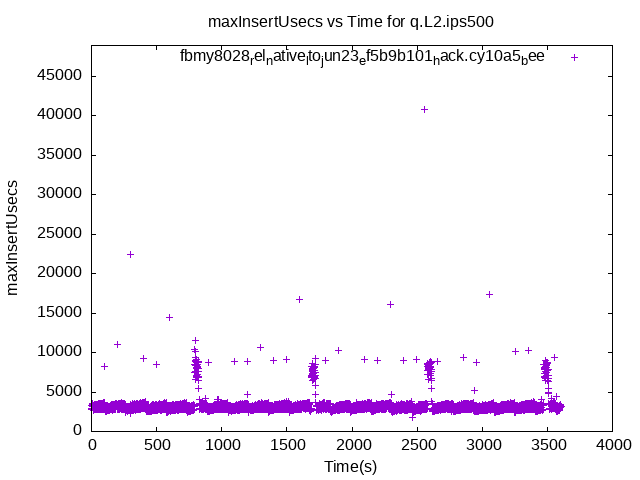 maxInsertUsecs vs Time for q.L2.ips500
fbmy8028relnativeltojun23ef5b9b101hack.cy10a5bee
45000
40000
35000
30000
25000
20000
15000
10000
5000
0
maxInsertUsecs
0 500 1000 1500 2000 2500 3000 3500 4000
Time(s)